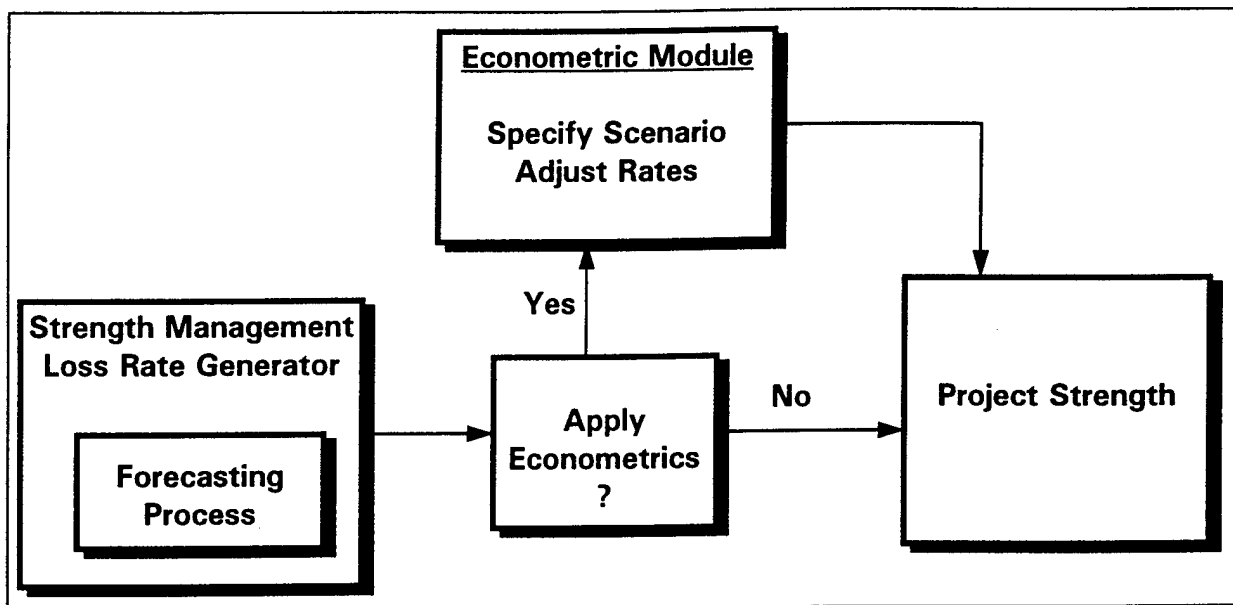 Econometric Module
Specify Scenario
Adjust Rates
Yes
Strength Management
Loss Rate Generator
Forecasting
Process
Apply
Econometrics
?
No
Project Strength